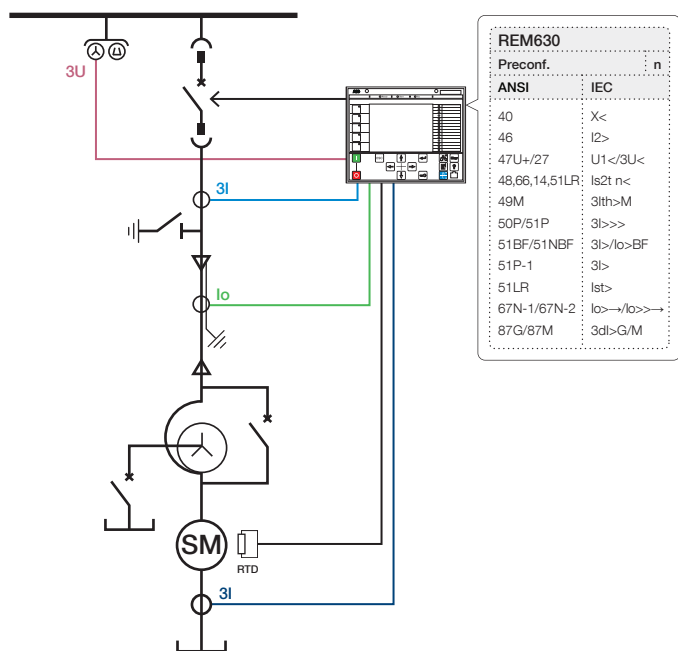 REM630
Preconf. n
ANSI IEC
40 X<
46 I2>
47U+/27 U1</3U<
48,66,14,51LR Is2t n<
49M 3Ith>M
50P/51P 3I>>>
51BF/51NBF 3I>/Io>BF
51P-1 3I>
51LR Ist>
67N-1/67N-2 Io>→/Io>>→
87G/87M 3dI>G/M
3U
ABB
3I
Io
SM
RTD
3I